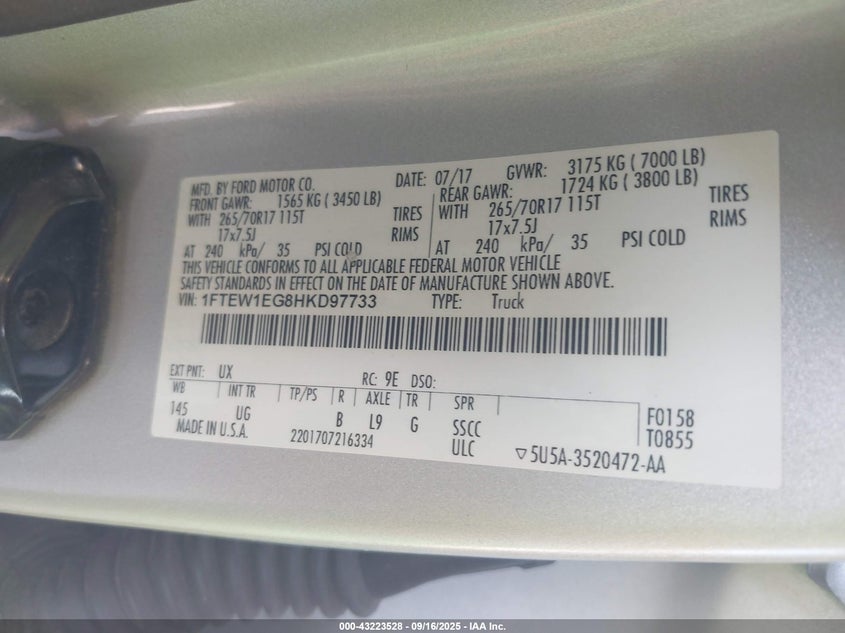 MFD. BY FORD MOTOR CO. DATE: 07/17 GVWR: 3175 KG ( 7000 LB)
FRONT GAWR: 1565 KG ( 3450 LB) REAR GAWR: 1724 KG ( 3800 LB)
WITH 265/70R17 115T TIRES WITH 265/70R17 115T TIRES
17x7.5J RIMS 17x7.5J RIMS
AT 240 kPa/ 35 PSI COLD AT 240 kPa/ 35 PSI COLD
THIS VEHICLE CONFORMS TO ALL APPLICABLE FEDERAL MOTOR VEHICLE
SAFETY STANDARDS IN EFFECT ON THE DATE OF MANUFACTURE SHOWN ABOVE.
VIN: 1FTEW1EG8HKD97733 TYPE: Truck
EXT PNT: UX RC: 9E DSO:
WB INT TR TP/PS R AXLE TR SPR
145 UG B L9 G SSCC F0158
MADE IN U.S.A. 2201707216334 ULC T0855
▽5U5A-3520472-AA
000-43223528 - 09/16/2025 - IAA Inc.